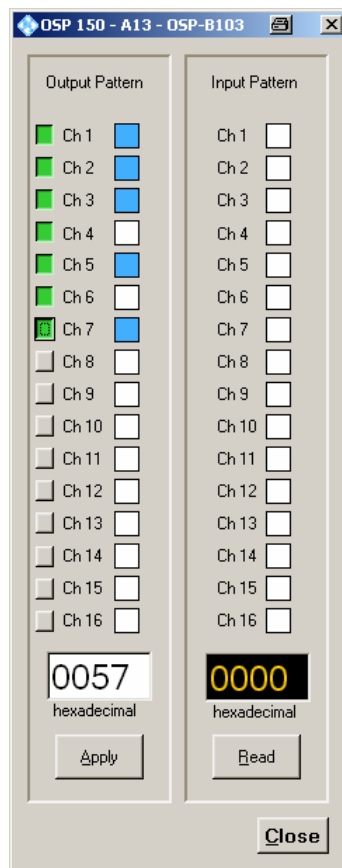 OSP 150 - A13 - OSP-B103
Output Pattern
Ch 1
Ch 2
Ch 3
Ch 4
Ch 5
Ch 6
Ch 7
Ch 8
Ch 9
Ch 10
Ch 11
Ch 12
Ch 13
Ch 14
Ch 15
Ch 16
0057
hexadecimal
Apply
Input Pattern
Ch 1
Ch 2
Ch 3
Ch 4
Ch 5
Ch 6
Ch 7
Ch 8
Ch 9
Ch 10
Ch 11
Ch 12
Ch 13
Ch 14
Ch 15
Ch 16
0000
hexadecimal
Read
Close